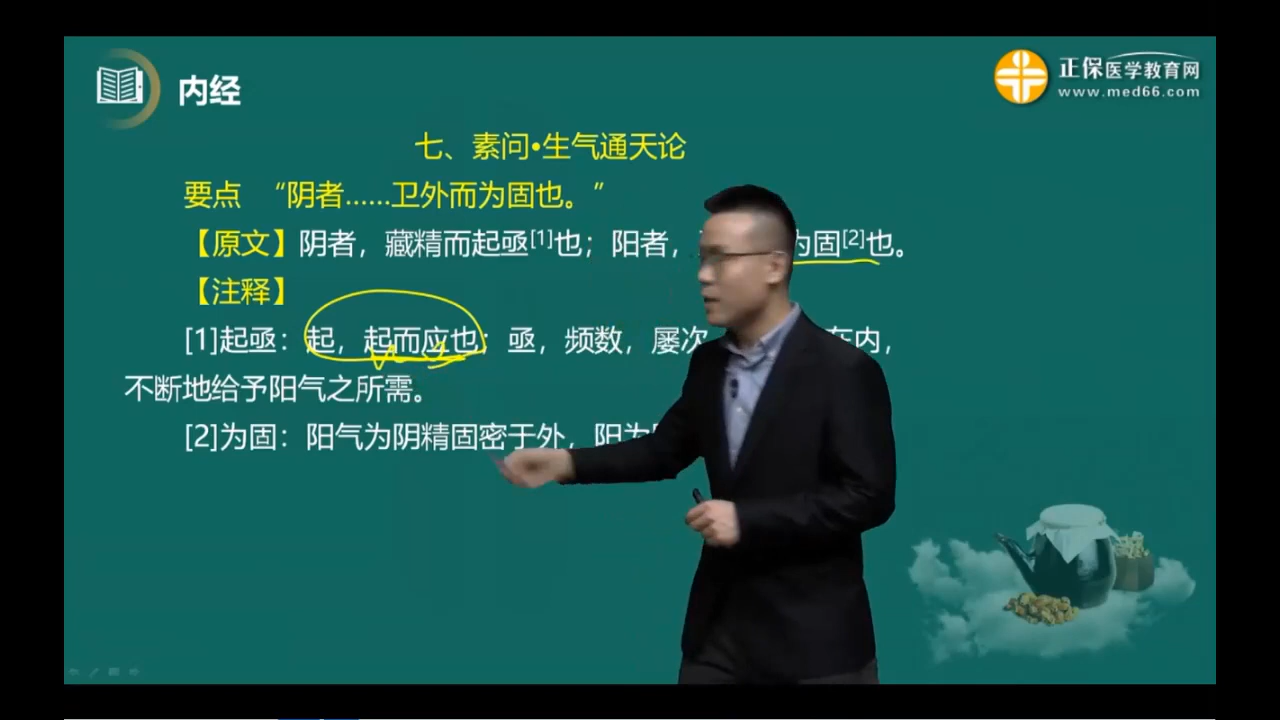 内经
正保医学教育网
www.med66.com
七、素问•生气通天论
要点 “阴者……卫外而为固也。”
【原文】阴者，藏精而起亟[1]也；阳者，为固[2]也。
【注释】
[1]起亟：起，起而应也；亟，频数，屡次在内，
不断地给予阳气之所需。
[2]为固：阳气为阴精固密于外，阳为